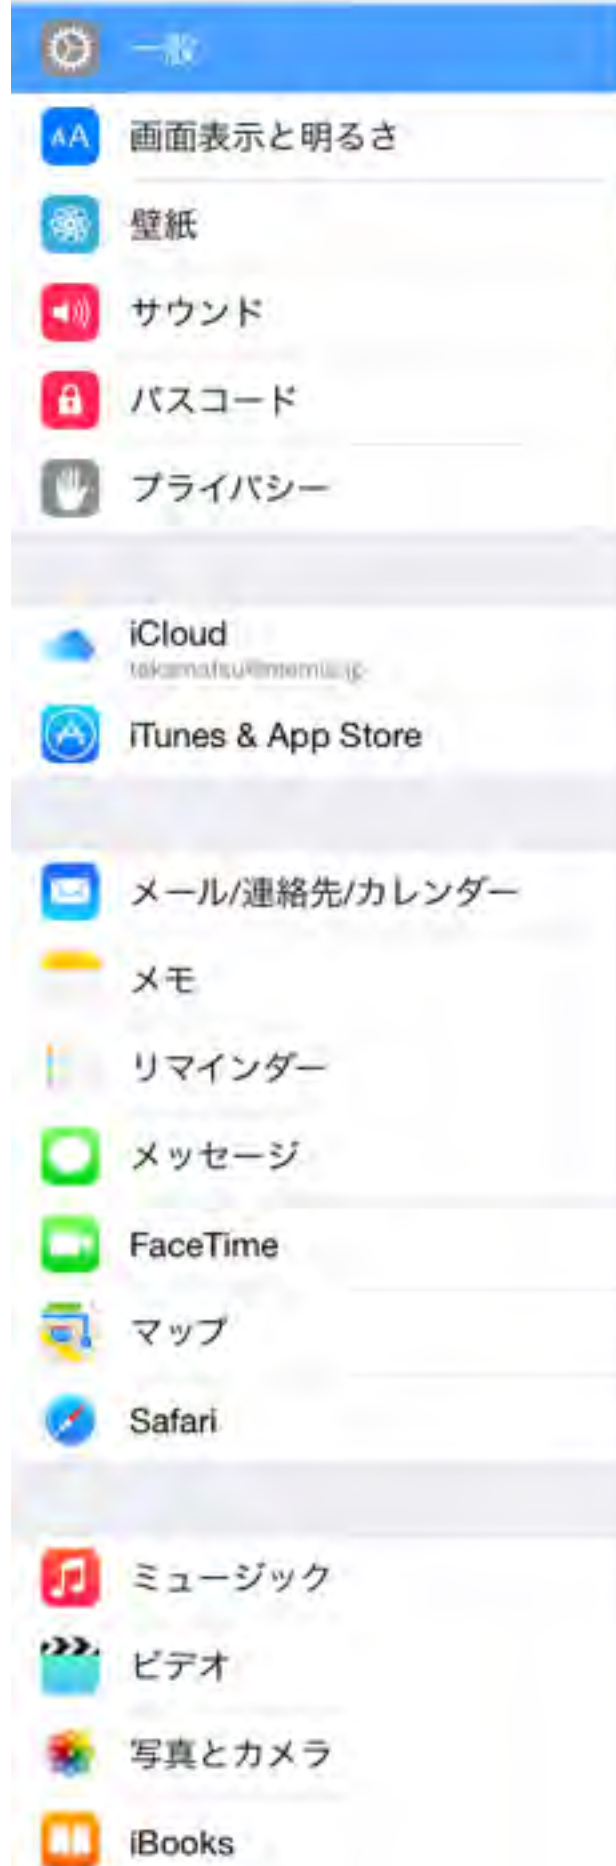 一般
AA
画面表示と明るさ
壁紙
サウンド
パスコード
プライバシー
iCloud
iTunes & App Store
メール/連絡先/カレンダー
メモ
リマインダー
メッセージ
FaceTime
マップ
Safari
ミュージック
ビデオ
写真とカメラ
iBooks